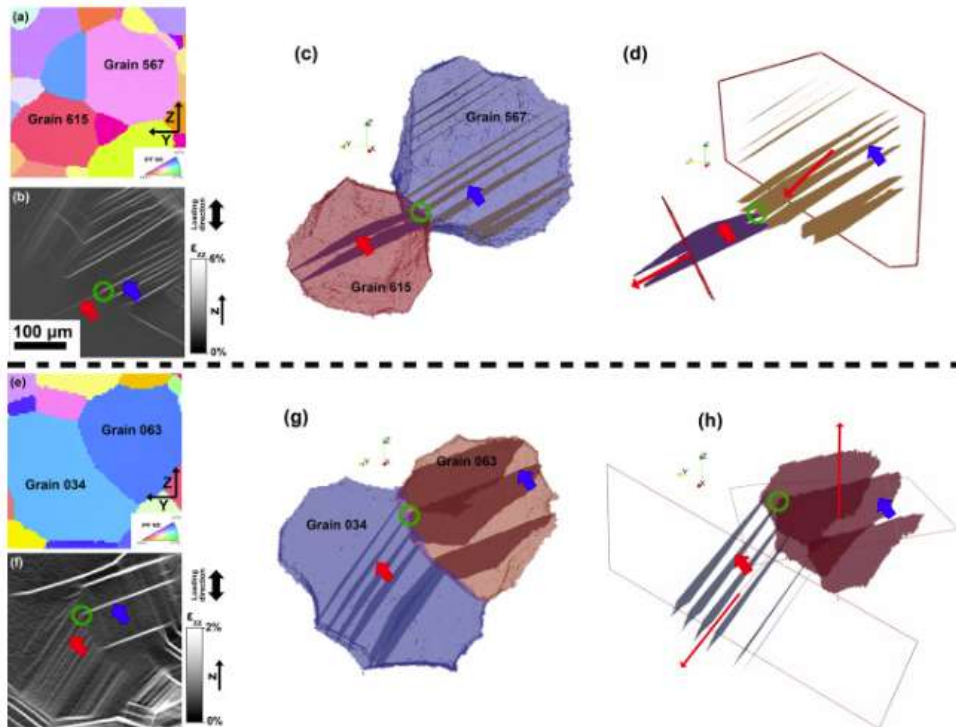 (a)
Grain 567
Grain 615
Z
Y
(b)
Loading
direction
εzz
6%
Z
0%
100 µm
(c)
Grain 567
Grain 615
(d)
(e)
Grain 063
Grain 034
Z
Y
(f)
Loading
direction
εzz
2%
Z
0%
(g)
Grain 063
Grain 034
(h)